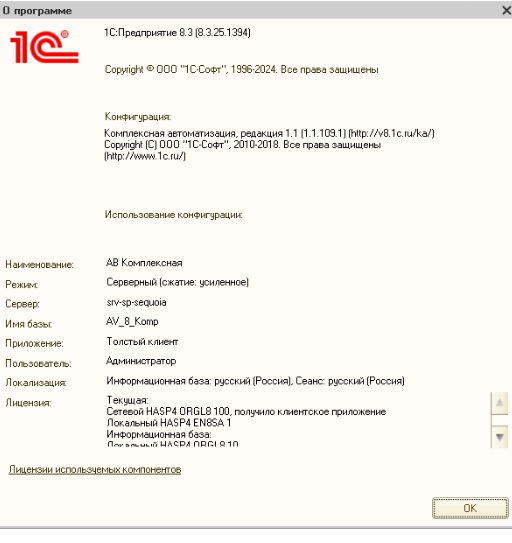 О программе
1С®
1С:Предприятие 8.3 (8.3.25.1394)
Copyright © ООО "1С-Софт", 1996-2024. Все права защищены
Конфигурация:
Комплексная автоматизация, редакция 1.1 (1.1.109.1) (http://v8.1c.ru/ka/)
Copyright (С) ООО "1С-Софт", 2010-2018. Все права защищены
(http://www.1c.ru/)
Использование конфигурации:
Наименование: АВ Комплексная
Режим: Серверный (сжатие: усиленное)
Сервер: srv-sp-sequoia
Имя базы: AV_8_Komp
Приложение: Толстый клиент
Пользователь: Администратор
Локализация: Информационная база: русский (Россия), Сеанс: русский (Россия)
Лицензия: Текущая:
Сетевой HASP4 ORGL8 100, получило клиентское приложение
Локальный HASP4 EN8SA 1
Информационная база:
Локальный HASP4 ORGL8 10
Лицензии используемых компонентов
OK